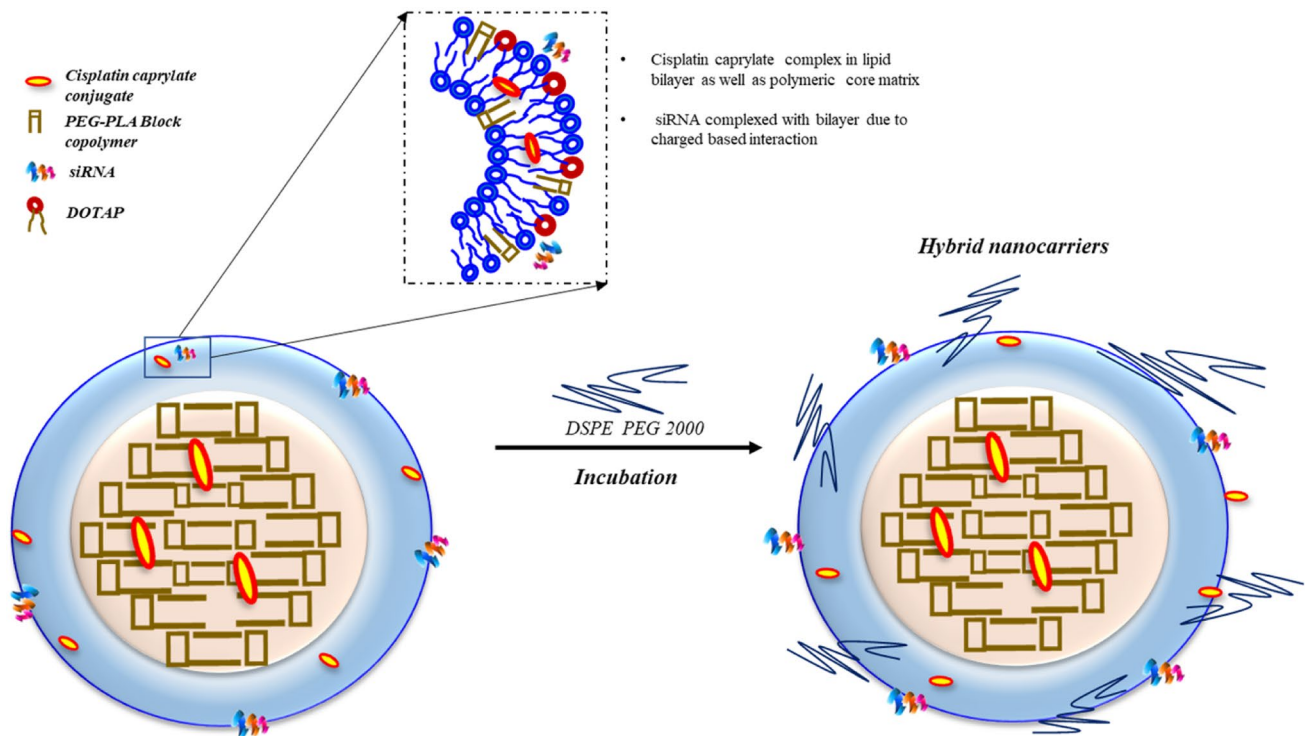 Cisplatin caprylate
conjugate
PEG-PLA Block
copolymer
siRNA
DOTAP
• Cisplatin caprylate complex in lipid
bilayer as well as polymeric core matrix
• siRNA complexed with bilayer due to
charged based interaction
Hybrid nanocarriers
DSPE PEG 2000
Incubation